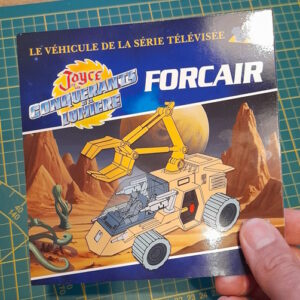 LE VÉHICULE DE LA SÉRIE TÉLÉVISÉE
Jayce
CONQUÉRANTS
LUMIÈRE
FORCAIR